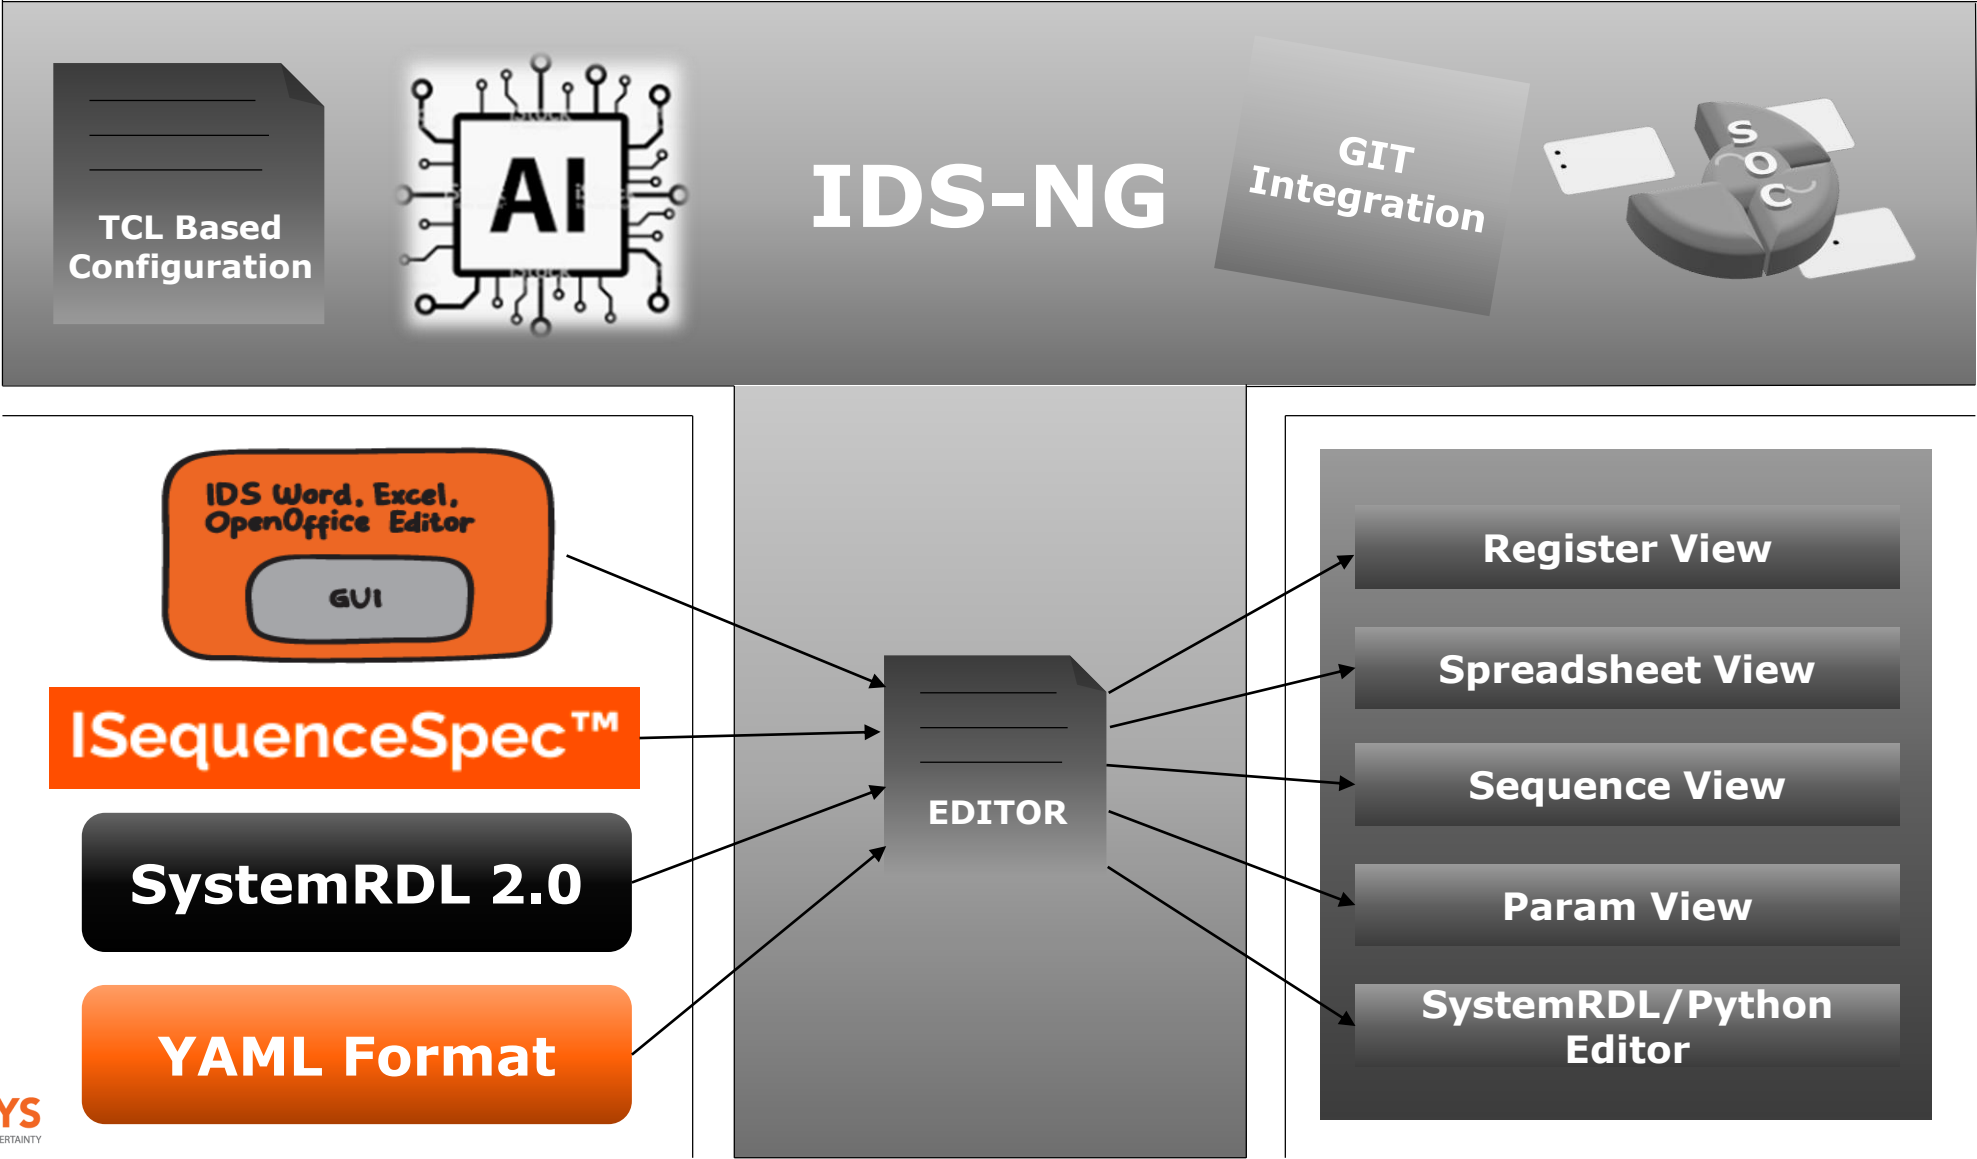 TCL Based
Configuration
AI
IDS-NG
GIT
Integration
SOC
IDS Word, Excel,
OpenOffice Editor
GUI
ISequenceSpec™
SystemRDL 2.0
YAML Format
EDITOR
Register View
Spreadsheet View
Sequence View
Param View
SystemRDL/Python
Editor
YS
ERTAINTY